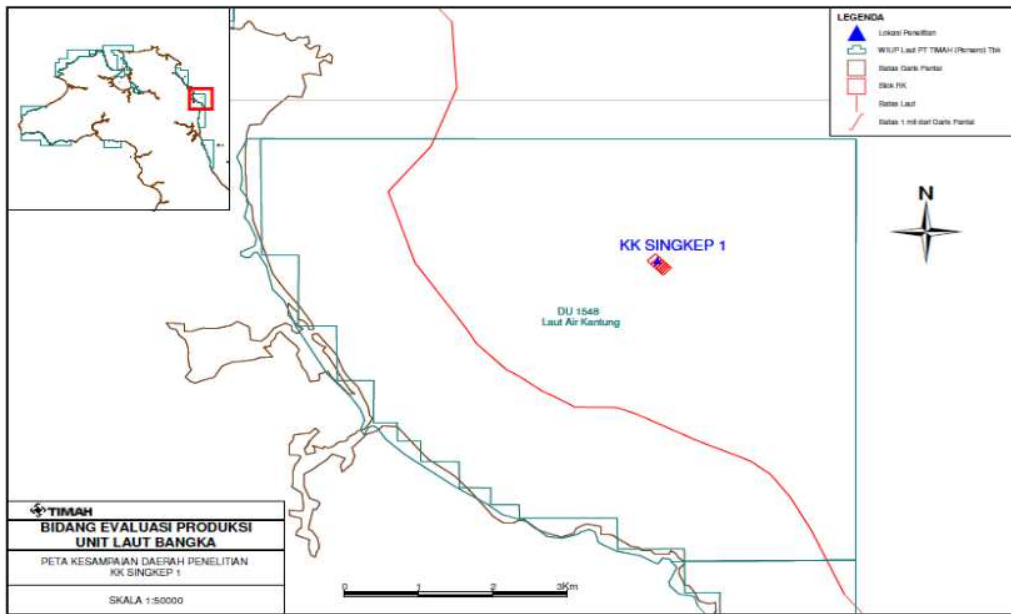 LEGENDA
Lokasi Penelitian
WIUP Laut PT TIMAH (Persero) Tbk
Batas Garis Pantai
Blok RK
Batas Laut
Batas 1 mil dari Garis Pantai
N
KK SINGKEP 1
DU 1548
Laut Air Kantung
TIMAH
BIDANG EVALUASI PRODUKSI
UNIT LAUT BANGKA
PETA KESAMPAIAN DAERAH PENELITIAN
KK SINGKEP 1
SKALA 1:50000
0 1 2 3Km